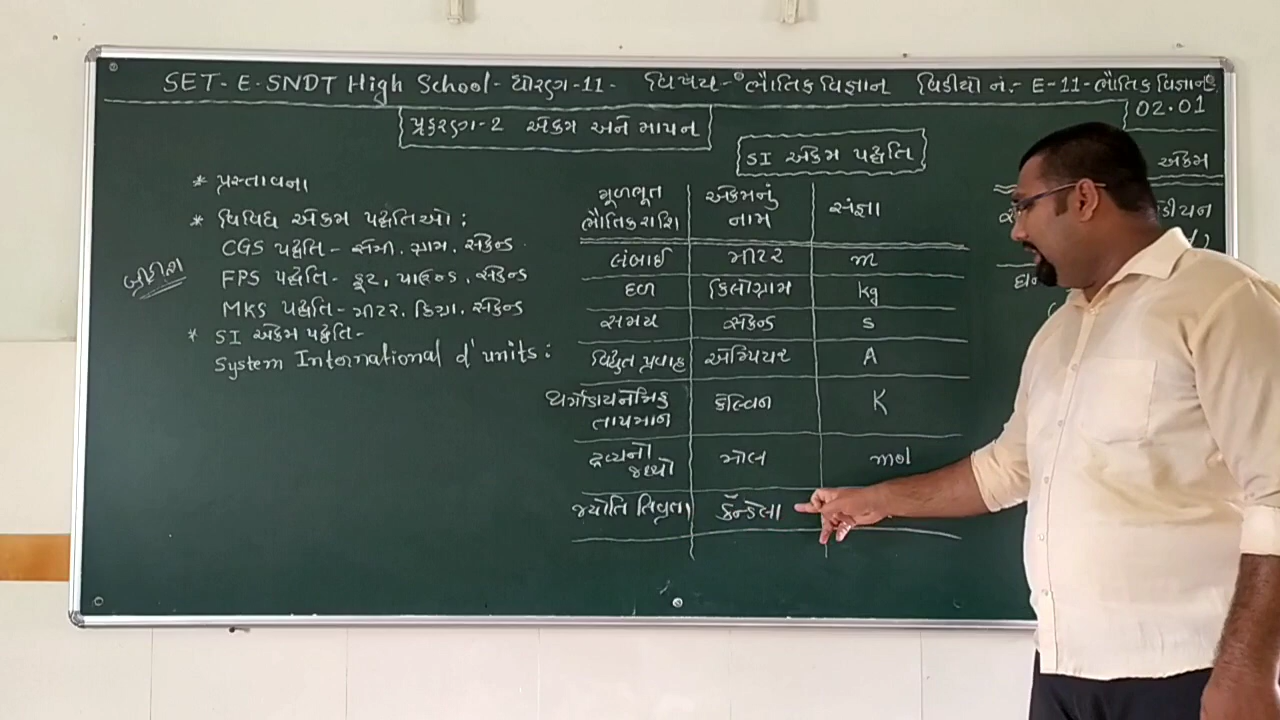 SET - E. SNDT High School - ધોરણ - 11 - વિષય - ભૌતિકવિજ્ઞાન વિડીયો નં.- E-11-ભૌતિકવિજ્ઞાન
02.01
પ્રકરણ-2 એકમ અને માપન
SI એકમ પદ્ધતિ
* પ્રસ્તાવના
* વિવિધ એકમ પદ્ધતિઓ :
CGS પદ્ધતિ - સેમી. ગ્રામ. સેકન્ડ
બ્રીટીશ FPS પદ્ધતિ - ફૂટ, પાઉન્ડ, સેકન્ડ
MKS પદ્ધતિ - મીટર. કિગ્રા. સેકન્ડ
* SI એકમ પદ્ધતિ -
System International d' units :
મૂળભૂત ભૌતિકરાશિ એકમનું નામ સંજ્ઞા
લંબાઈ મીટર m
દળ કિલોગ્રામ kg
સમય સેકન્ડ s
વિદ્યુત પ્રવાહ એમ્પિયર A
થર્મોડાયનેમિક તાપમાન કેલ્વિન K
દ્રવ્યનો જથ્થો મોલ mol
જ્યોતિ તિવ્રતા કૅન્ડેલા
એકમ